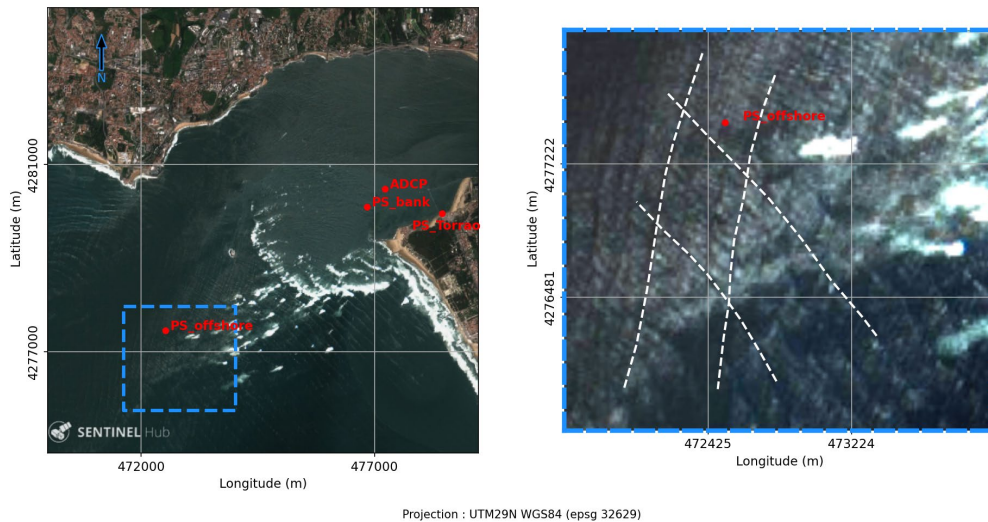 N
4281000
4277000
Latitude (m)
ADCP
PS_bank
PS_Torrao
PS_offshore
SENTINEL Hub
472000
477000
Longitude (m)
PS_offshore
4277222
4276481
Latitude (m)
472425
473224
Longitude (m)
Projection : UTM29N WGS84 (epsg 32629)